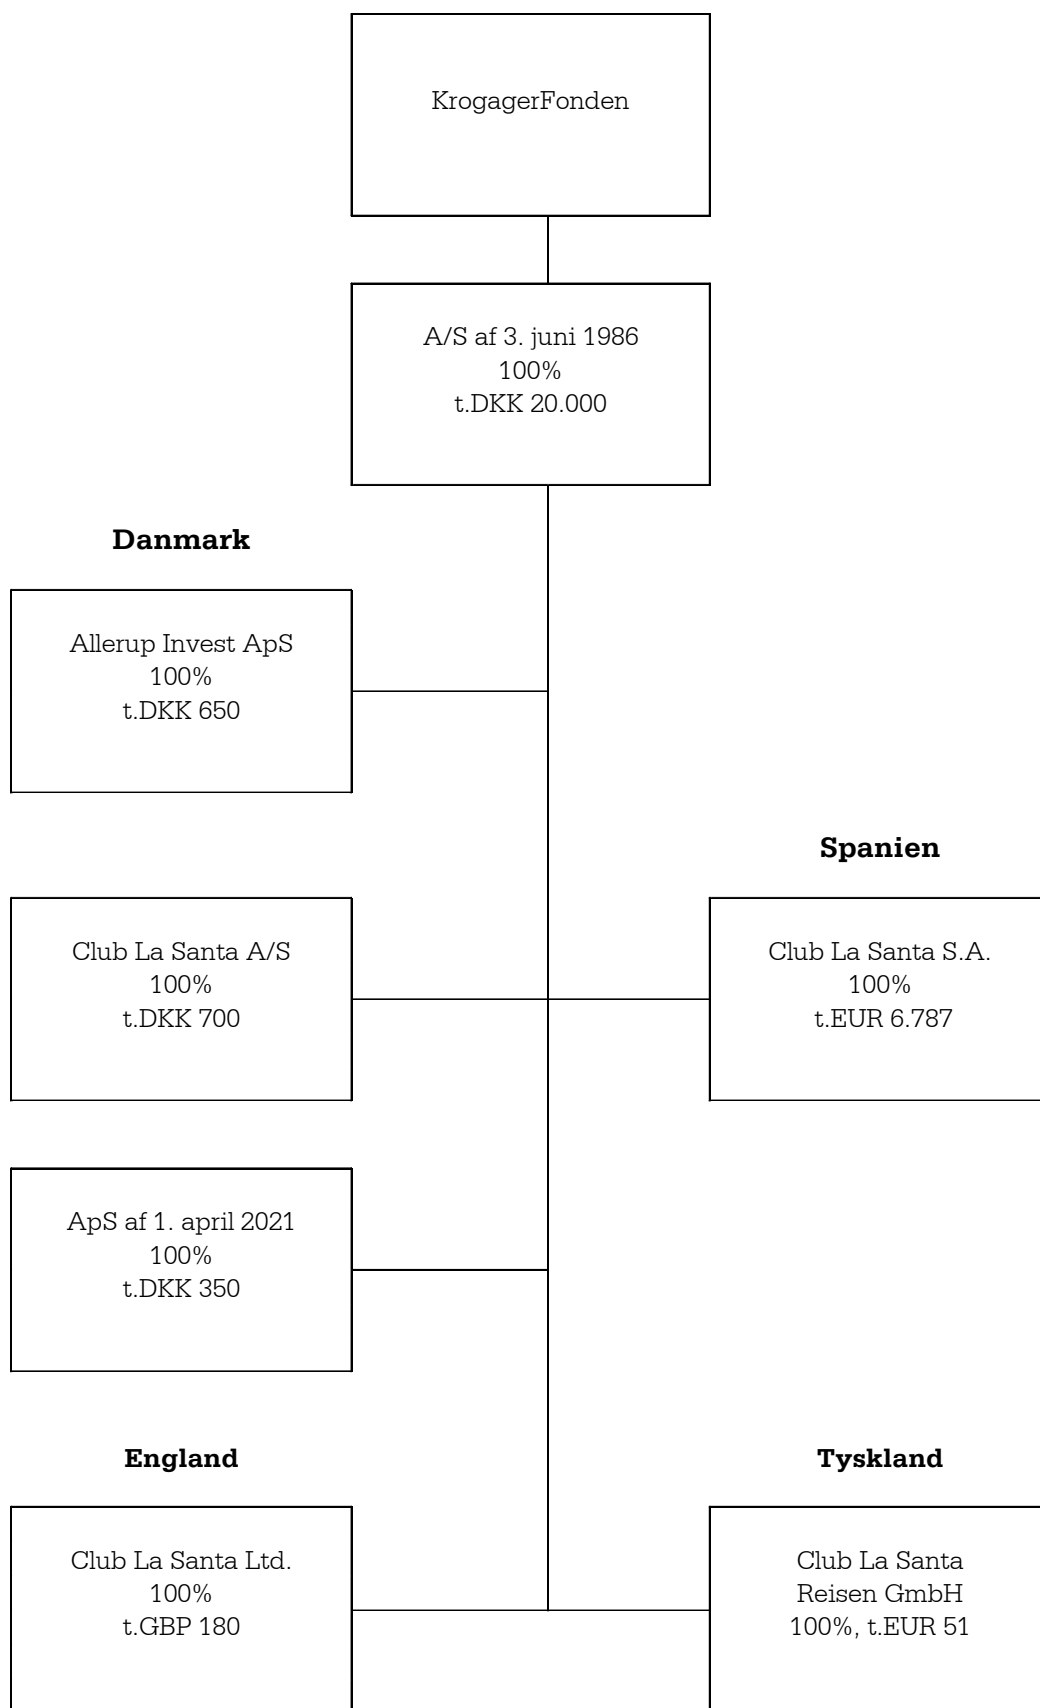 KrogagerFonden
A/S af 3. juni 1986
100%
t.DKK 20.000
Danmark
Allerup Invest ApS
100%
t.DKK 650
Spanien
Club La Santa A/S
100%
t.DKK 700
Club La Santa S.A.
100%
t.EUR 6.787
ApS af 1. april 2021
100%
t.DKK 350
England
Tyskland
Club La Santa Ltd.
100%
t.GBP 180
Club La Santa
Reisen GmbH
100%, t.EUR 51